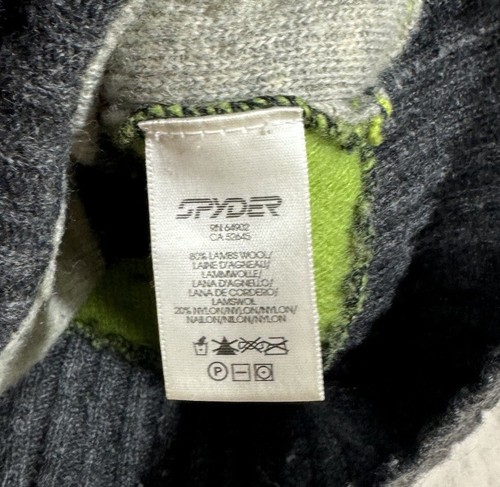 SPYDER
RN 64902
CA 52645
80% LAMBS WOOL/
LAINE D'AGNEAU/
LAMMWOLLE/
LANA D'AGNELLO/
LANA DE CORDERO/
LAMSWOL
20% NYLON/NYLON/NYLON/
NAILON/NILON/NYLON
P